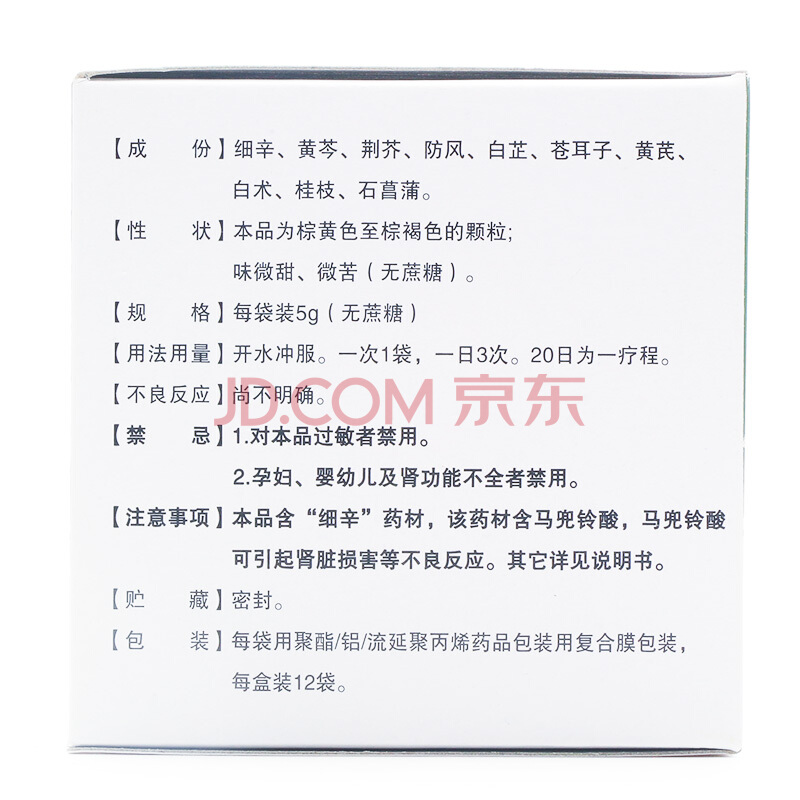 【成　　份】细辛、黄芩、荆芥、防风、白芷、苍耳子、黄芪、
白术、桂枝、石菖蒲。
【性　　状】本品为棕黄色至棕褐色的颗粒;
味微甜、微苦（无蔗糖）。
【规　　格】每袋装5g（无蔗糖）
【用法用量】开水冲服。一次1袋，一日3次。20日为一疗程。
【不良反应】尚不明确。
JD.COM 京东
【禁　　忌】1.对本品过敏者禁用。
2.孕妇、婴幼儿及肾功能不全者禁用。
【注意事项】本品含“细辛”药材，该药材含马兜铃酸，马兜铃酸
可引起肾脏损害等不良反应。其它详见说明书。
【贮　　藏】密封。
【包　　装】每袋用聚酯/铝/流延聚丙烯药品包装用复合膜包装，
每盒装12袋。